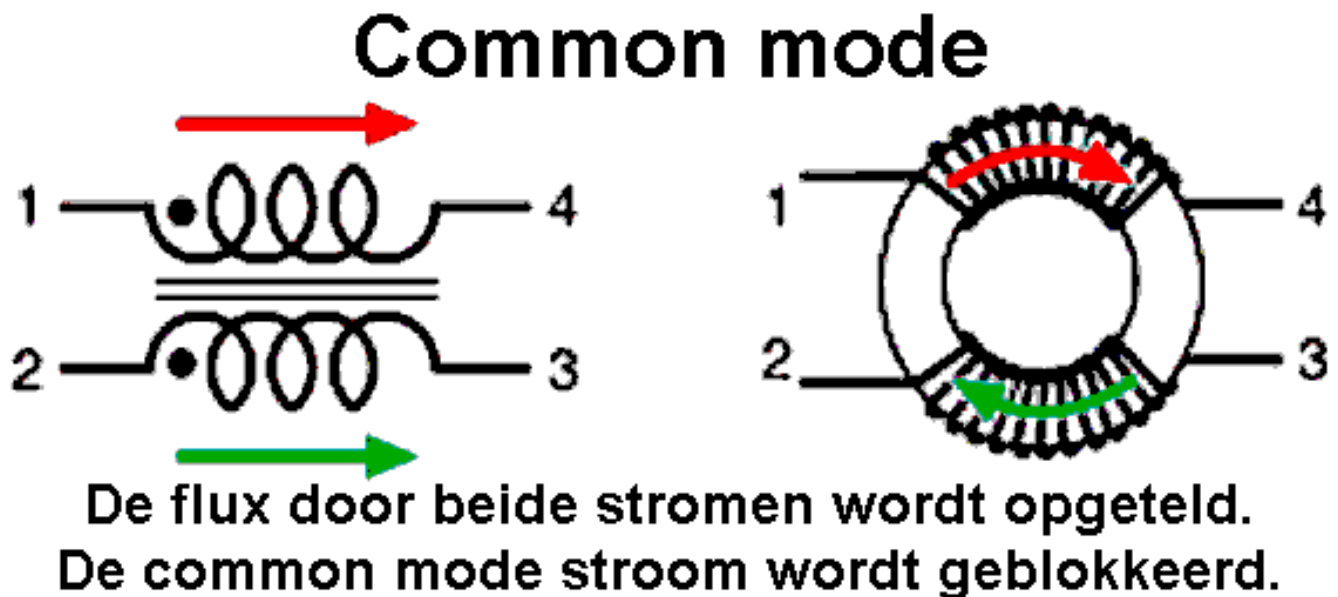 Common mode
1 4 1 4
2 3 2 3
De flux door beide stromen wordt opgeteld.
De common mode stroom wordt geblokkeerd.